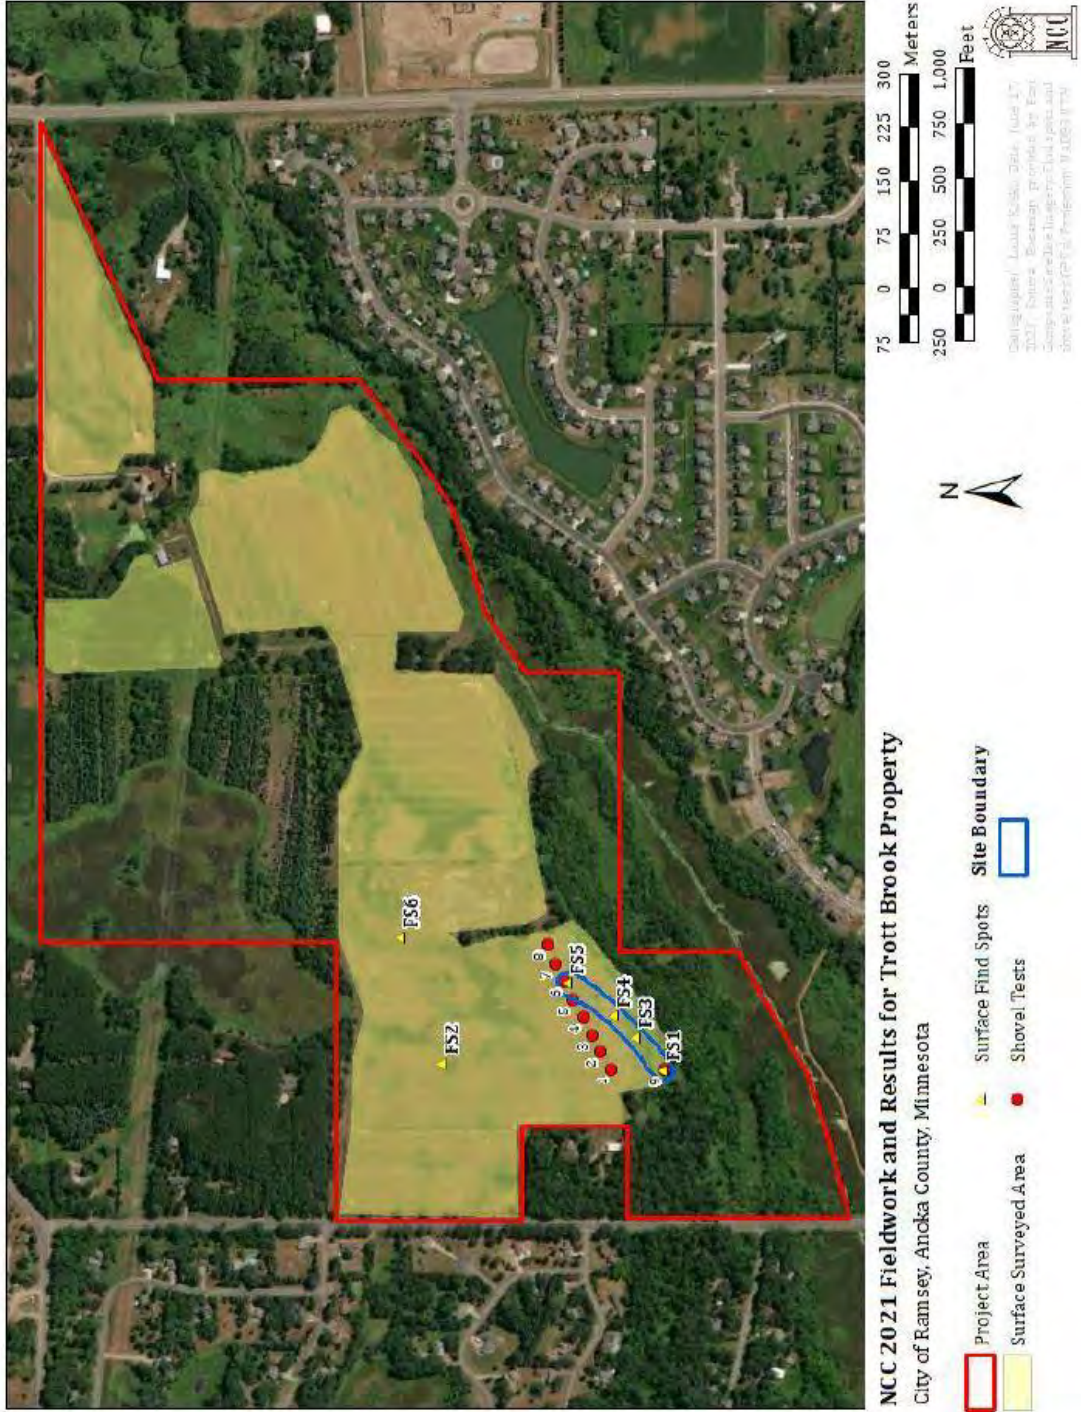 FS6
FS2
8
7
FS5
6
5
4
FS4
3
FS3
2
1
9
FS1
NCC 2021 Fieldwork and Results for Trott Brook Property
City of Ramsey, Anoka County, Minnesota
Project Area
Surface Find Spots
Site Boundary
Surface Surveyed Area
Shovel Tests
N
75 0 75 150 225 300
Meters
250 0 250 500 750 1,000
Feet
NCC